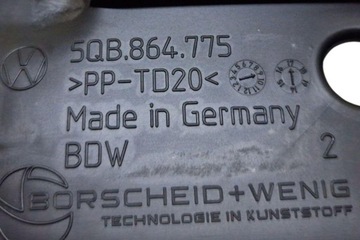 5QB.864.775
>PP-TD20<
Made in Germany
BDW 2
BORSCHEID+WENIG
TECHNOLOGIE IN KUNSTSTOFF